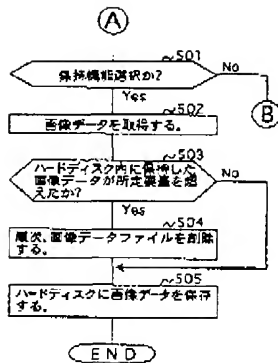 A
501
保持機能選択か?
No
Yes
B
502
画像データを取得する。
503
ハードディスク内に保持した
画像データが所定容量を超
えたか?
No
Yes
504
順次、画像データファイルを削除
する。
505
ハードディスクに画像データを保存
する。
END